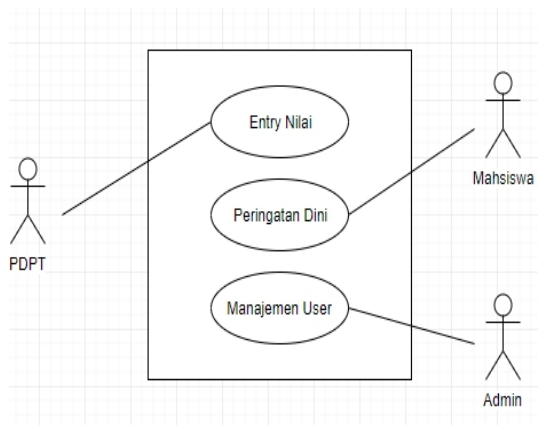 Entry Nilai
Mahsiswa
Peringatan Dini
PDPT
Manajemen User
Admin